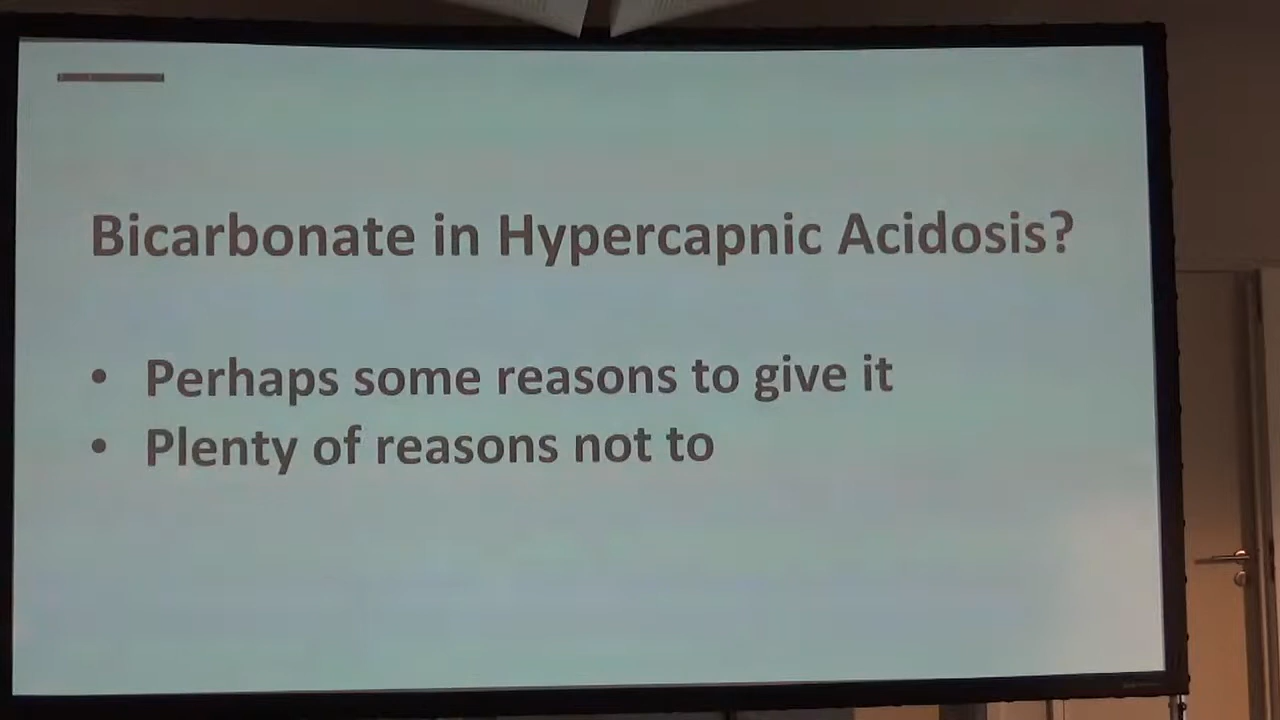 Bicarbonate in Hypercapnic Acidosis?
• Perhaps some reasons to give it
• Plenty of reasons not to